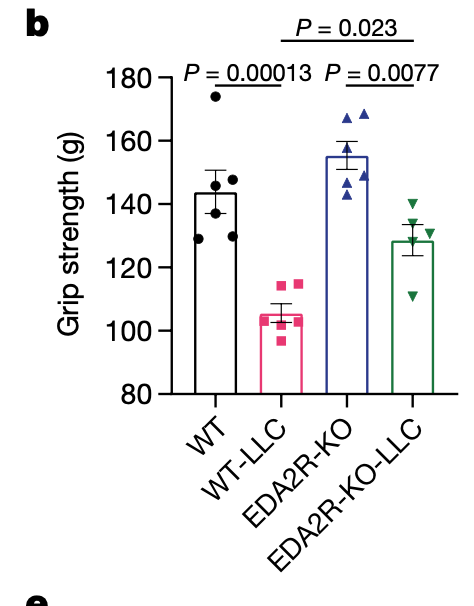 b
P = 0.023
P = 0.00013 P = 0.0077
180
160
140
120
100
80
Grip strength (g)
WT
WT-LLC
EDA2R-KO
EDA2R-KO-LLC
e